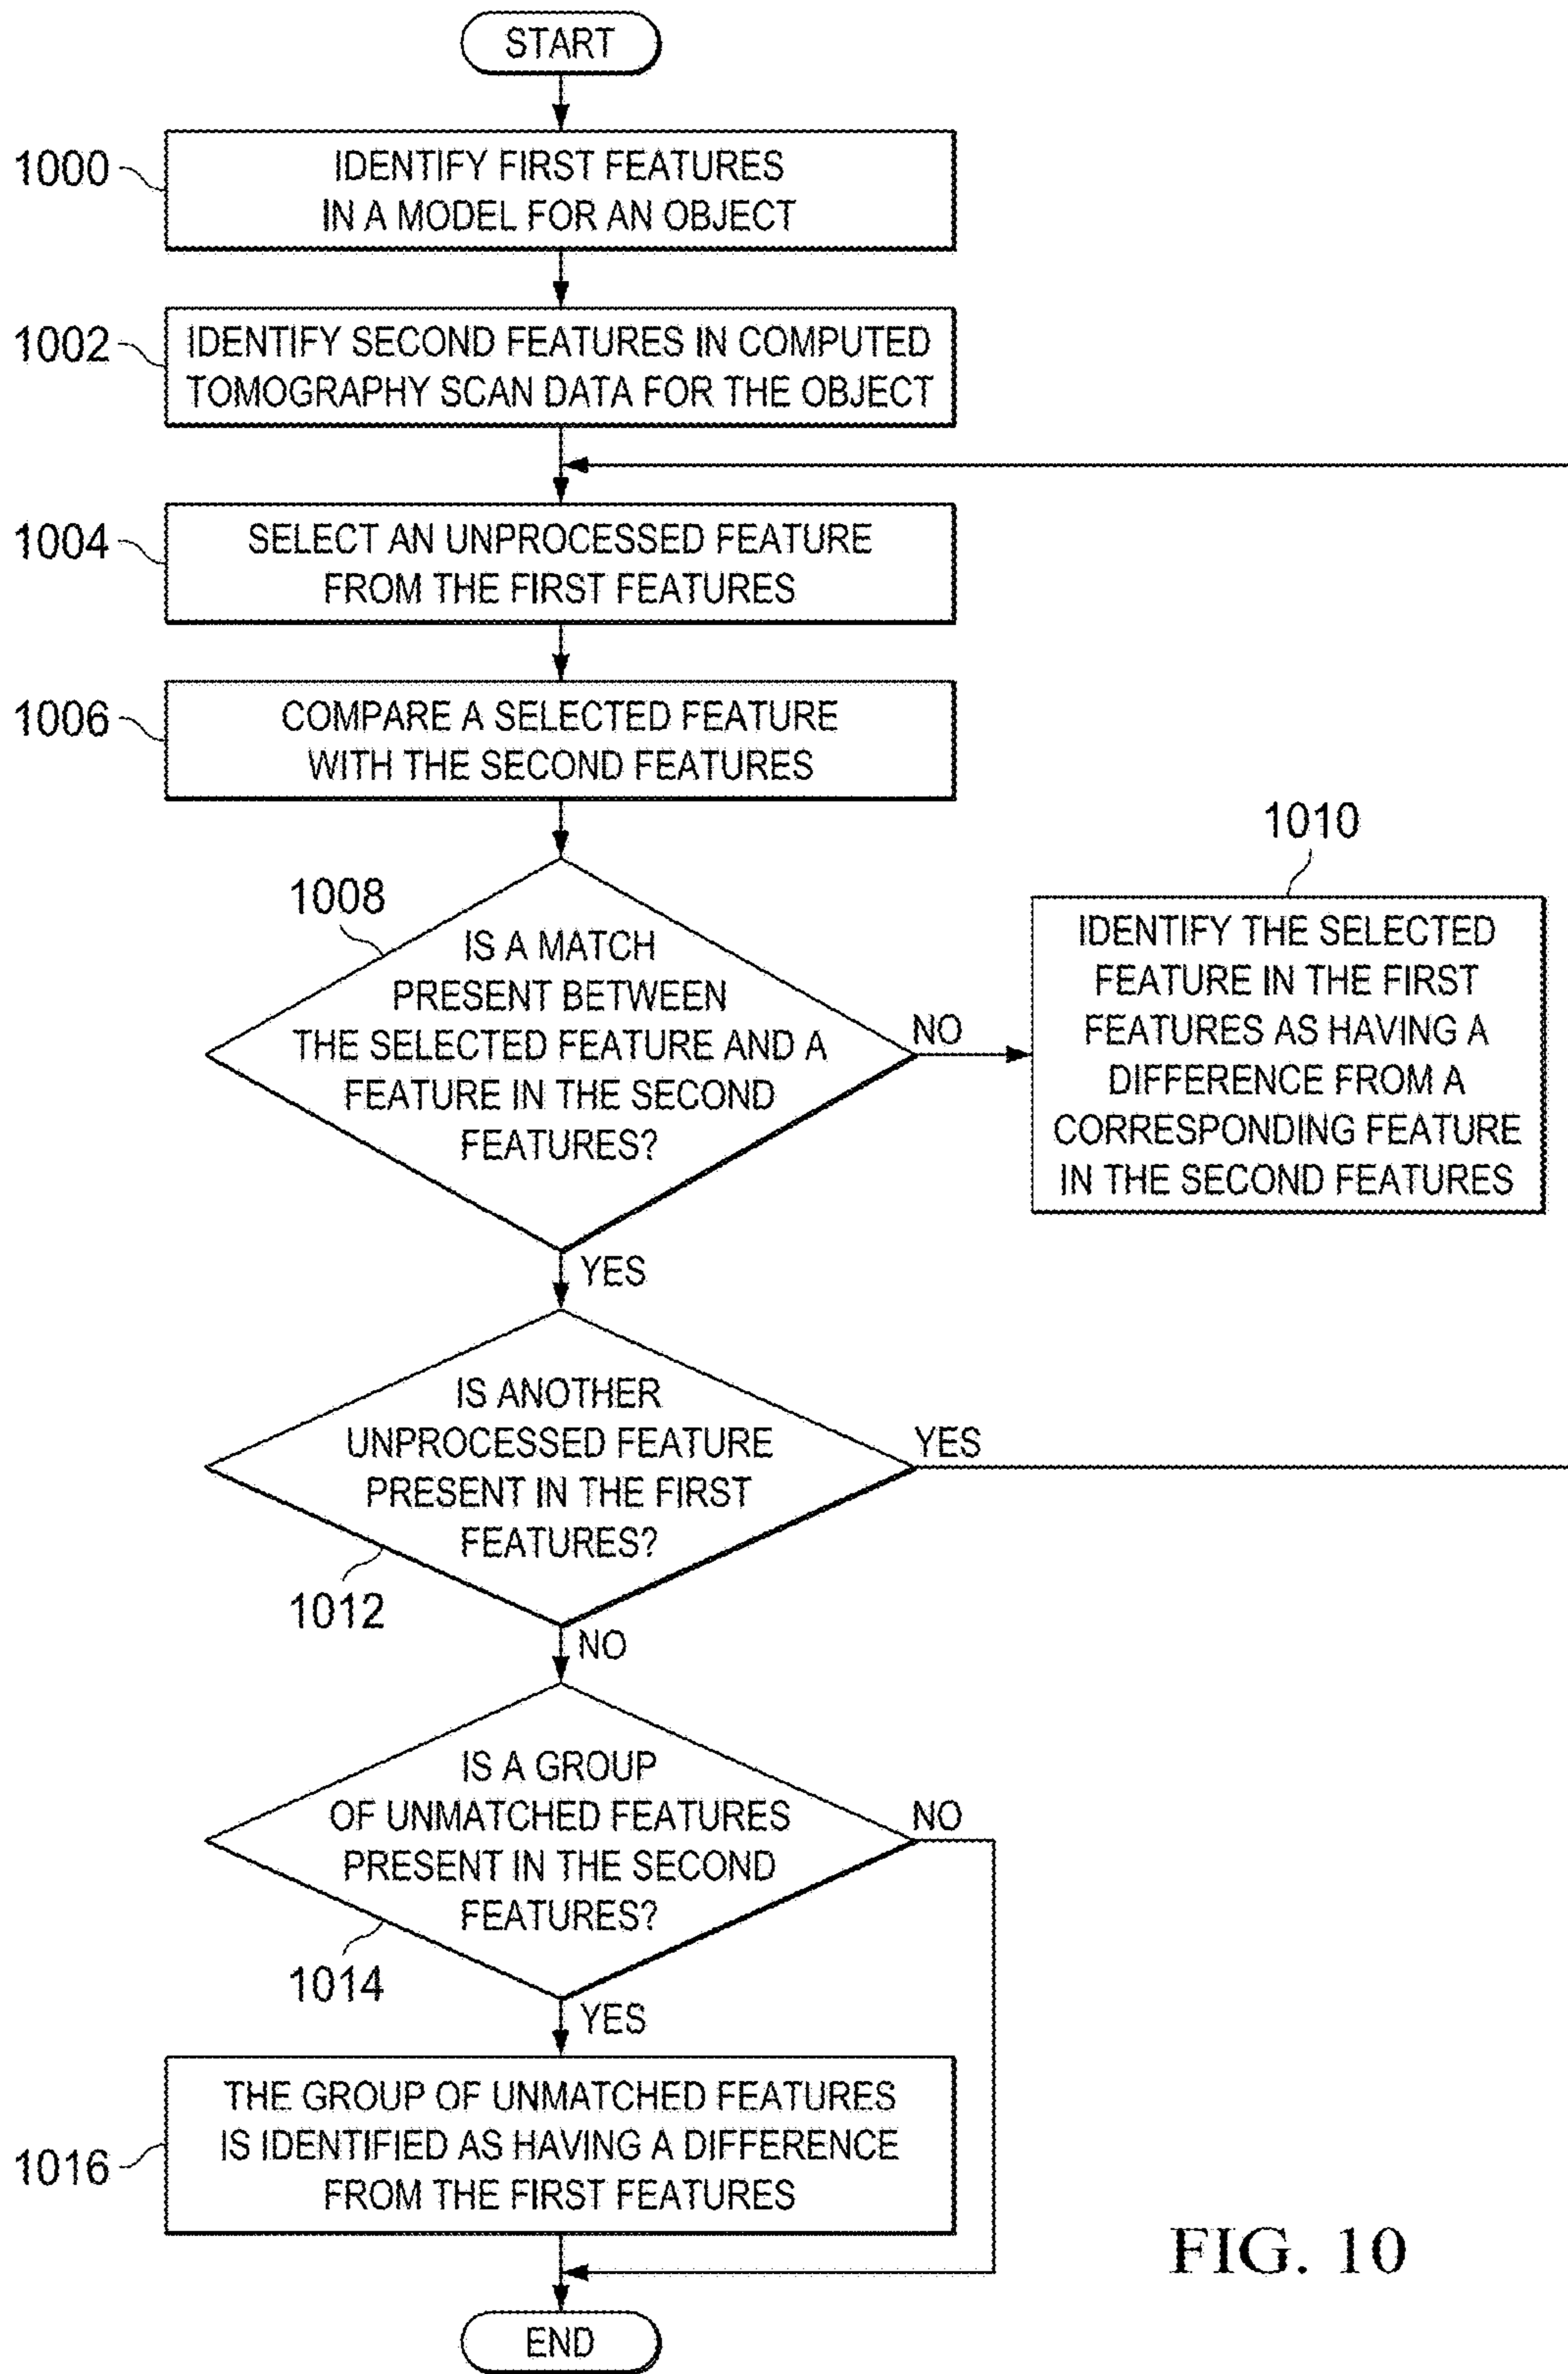 START
1000
IDENTIFY FIRST FEATURES
IN A MODEL FOR AN OBJECT
1002
IDENTIFY SECOND FEATURES IN COMPUTED
TOMOGRAPHY SCAN DATA FOR THE OBJECT
1004
SELECT AN UNPROCESSED FEATURE
FROM THE FIRST FEATURES
1006
COMPARE A SELECTED FEATURE
WITH THE SECOND FEATURES
1008
IS A MATCH
PRESENT BETWEEN
THE SELECTED FEATURE AND A
FEATURE IN THE SECOND
FEATURES?
NO
1010
IDENTIFY THE SELECTED
FEATURE IN THE FIRST
FEATURES AS HAVING A
DIFFERENCE FROM A
CORRESPONDING FEATURE
IN THE SECOND FEATURES
YES
IS ANOTHER
UNPROCESSED FEATURE
PRESENT IN THE FIRST
FEATURES?
YES
1012
NO
IS A GROUP
OF UNMATCHED FEATURES
PRESENT IN THE SECOND
FEATURES?
NO
1014
YES
1016
THE GROUP OF UNMATCHED FEATURES
IS IDENTIFIED AS HAVING A DIFFERENCE
FROM THE FIRST FEATURES
END
FIG. 10